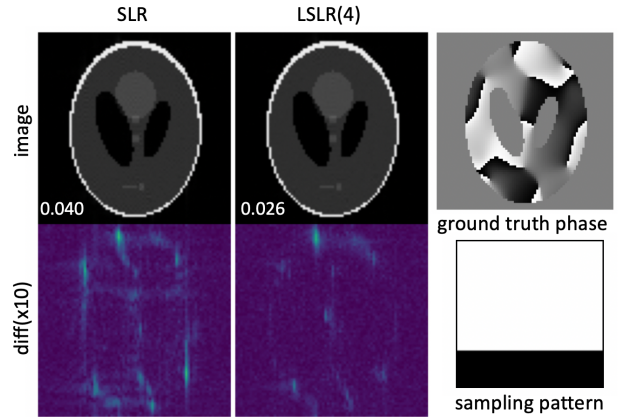 SLR
LSLR(4)
image
0.040
0.026
ground truth phase
diff(x10)
sampling pattern